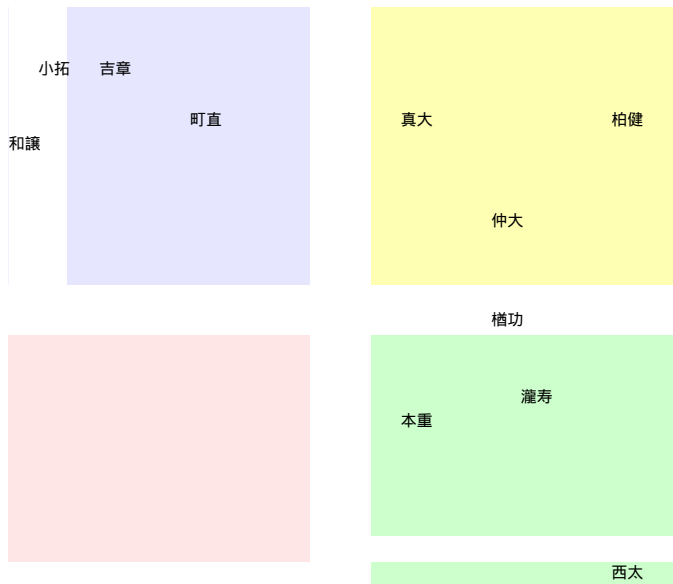 小拓
吉章
町直
和譲
真大
柏健
仲大
楢功
瀧寿
本重
西太